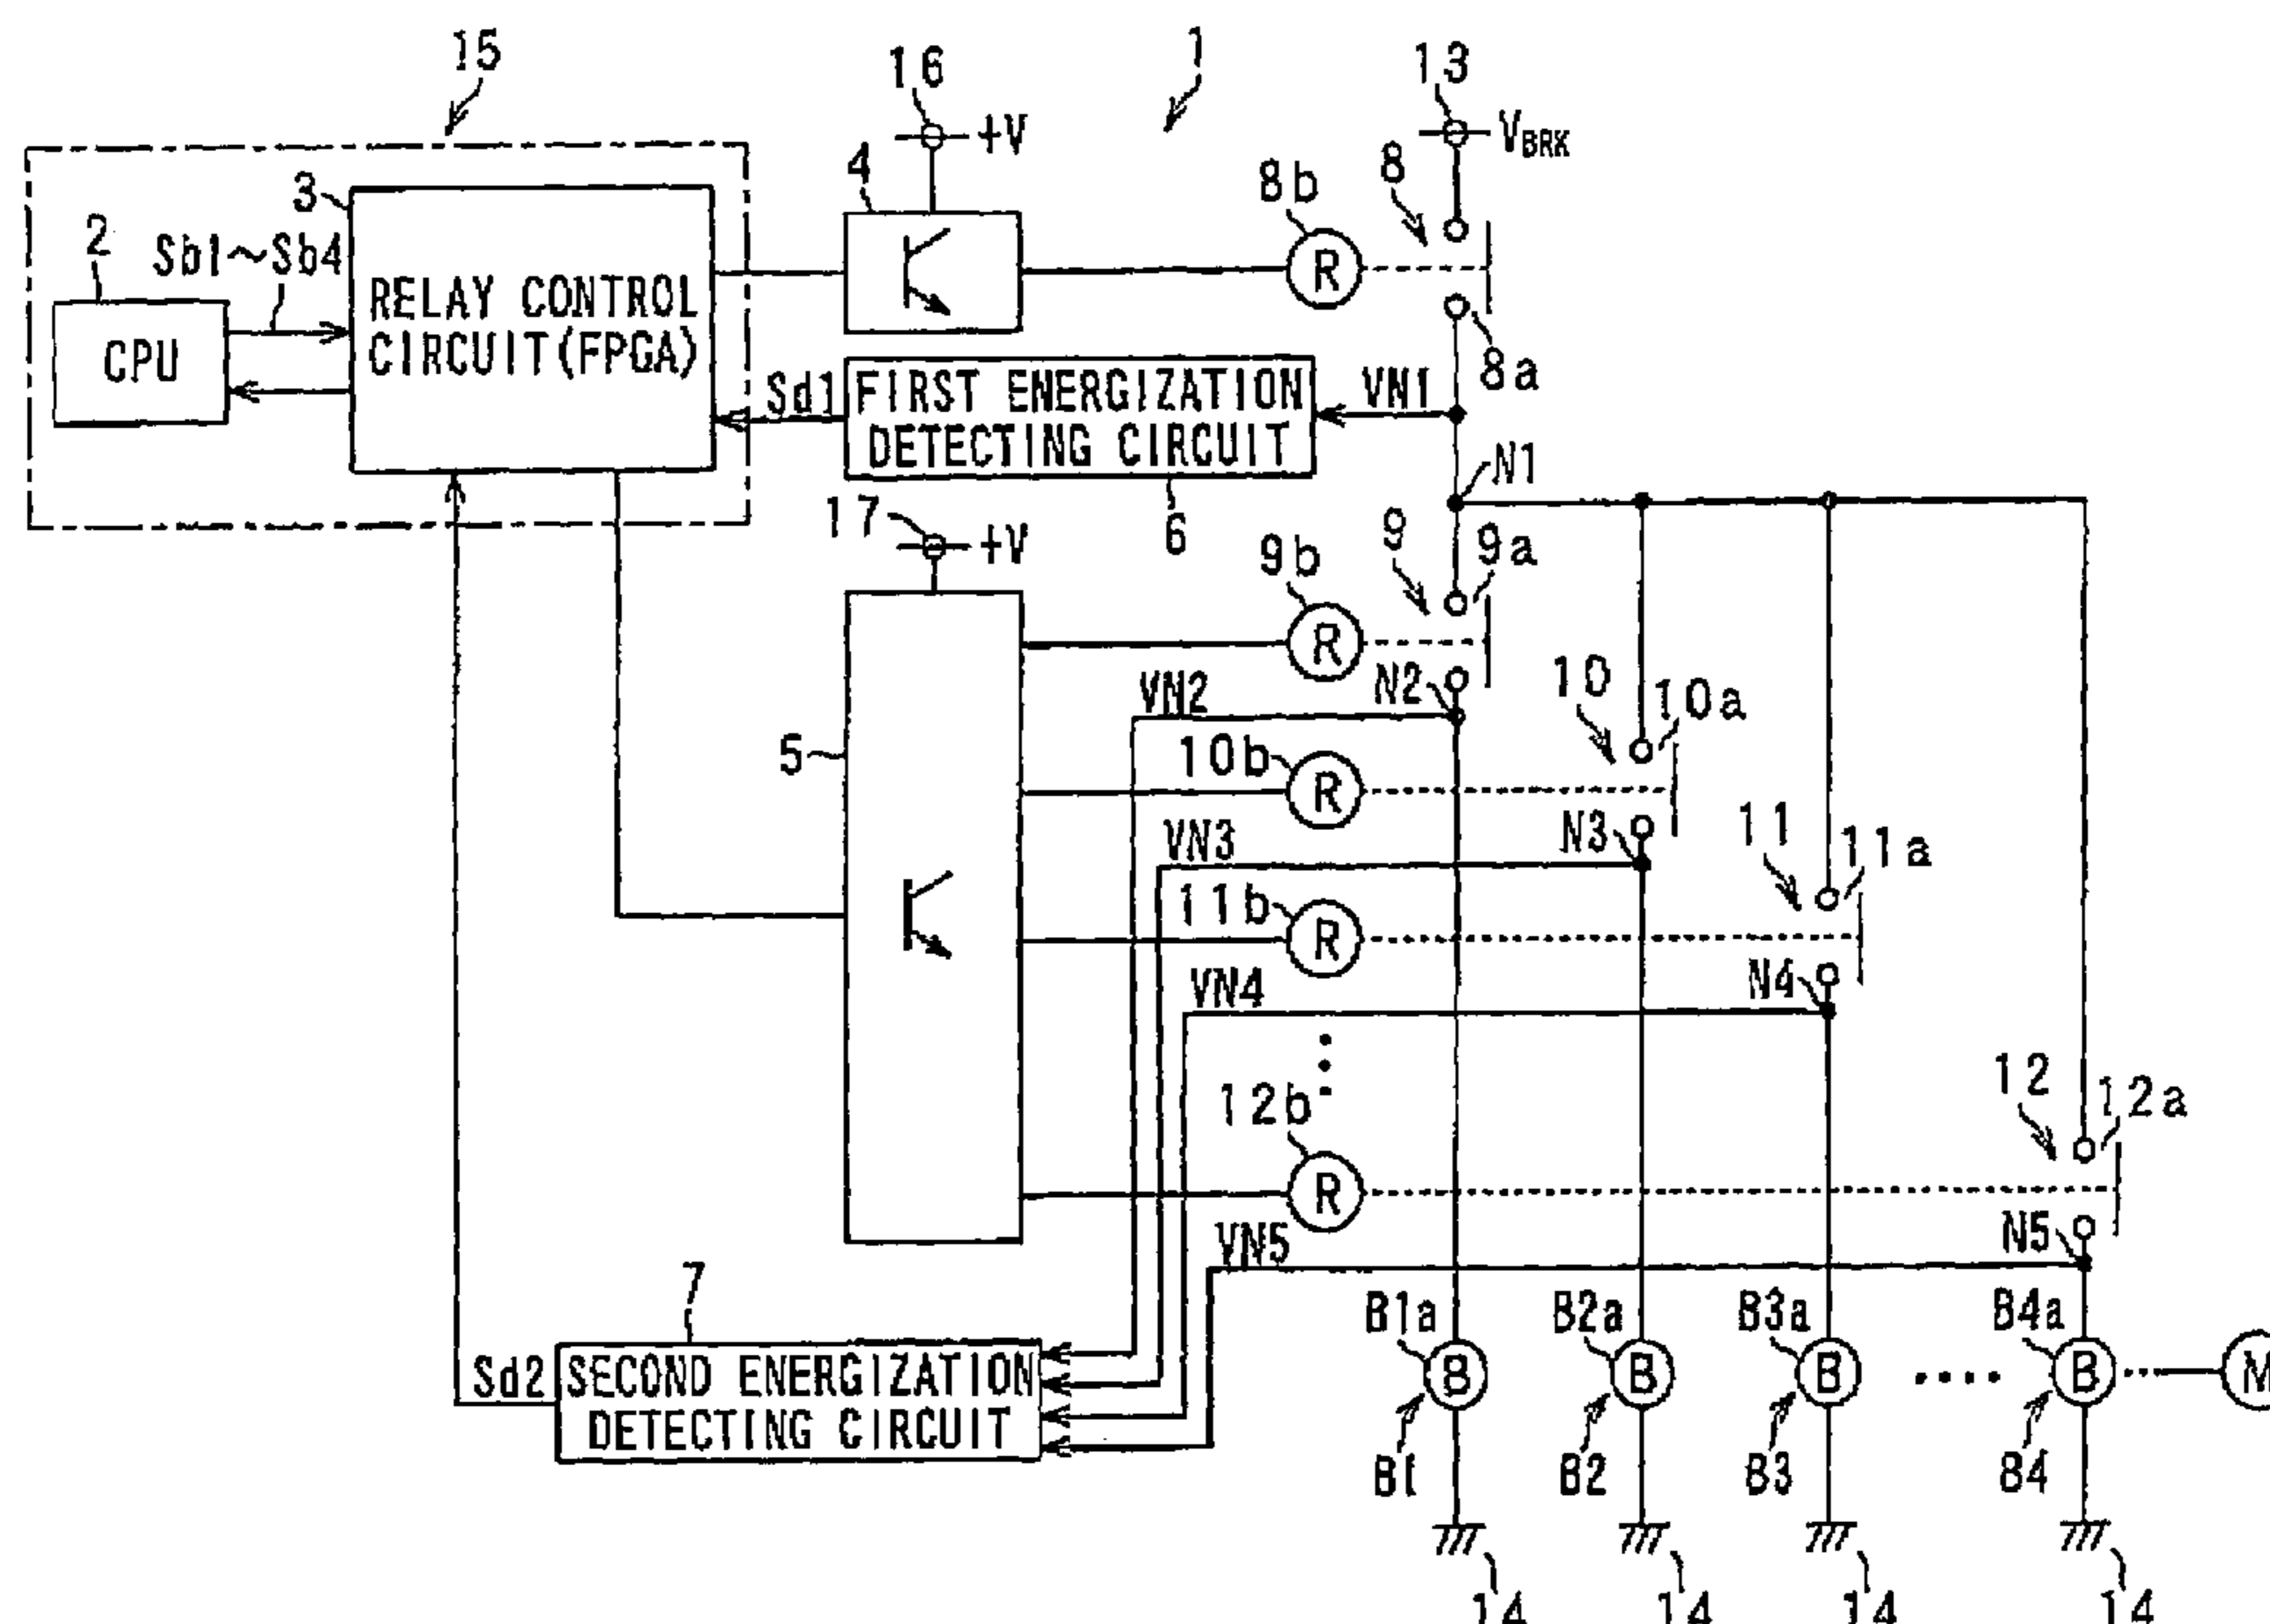 15
16
1
13
+V
V_BRK
3
4
8b
8
2
Sb1~Sb4
R
RELAY CONTROL
CIRCUIT(FPGA)
CPU
8a
Sd1
FIRST ENERGIZATION
DETECTING CIRCUIT
VN1
N1
17
+V
6
9b
9
9a
R
VN2
N2
10
10a
5
10b
R
VN3
N3
11
11a
11b
R
VN4
N4
12b
12
12a
R
VN5
N5
7
B1a
B2a
B3a
B4a
Sd2
SECOND ENERGIZATION
DETECTING CIRCUIT
B
B
B
B
M
B1
B2
B3
B4
14
14
14
14